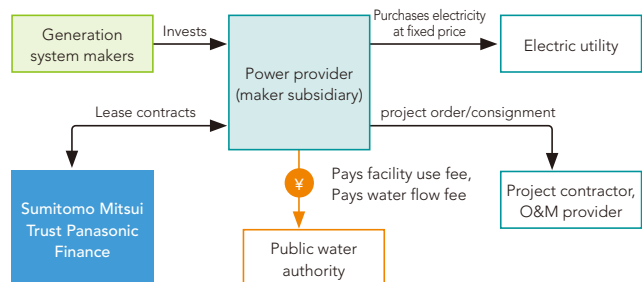 Generation
system makers
Invests
Power provider
(maker subsidiary)
Purchases electricity
at fixed price
Electric utility
Lease contracts
project order/consignment
Sumitomo Mitsui
Trust Panasonic
Finance
¥
Pays facility use fee,
Pays water flow fee
Project contractor,
O&M provider
Public water
authority